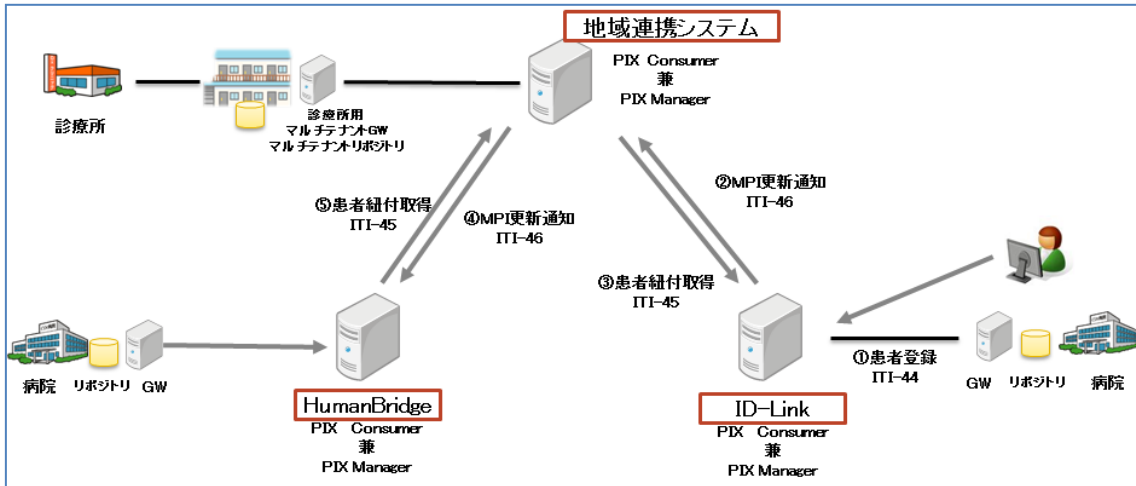 地域連携システム
PIX Consumer
兼
PIX Manager
診療所
診療所用
マルチテナントGW
マルチテナントリポジトリ
②MPI更新通知
ITI-46
⑤患者紐付取得
ITI-45
④MPI更新通知
ITI-46
③患者紐付取得
ITI-45
①患者登録
ITI-44
病院
リポジトリ
GW
HumanBridge
PIX Consumer
兼
PIX Manager
ID-Link
PIX Consumer
兼
PIX Manager
GW
リポジトリ
病院